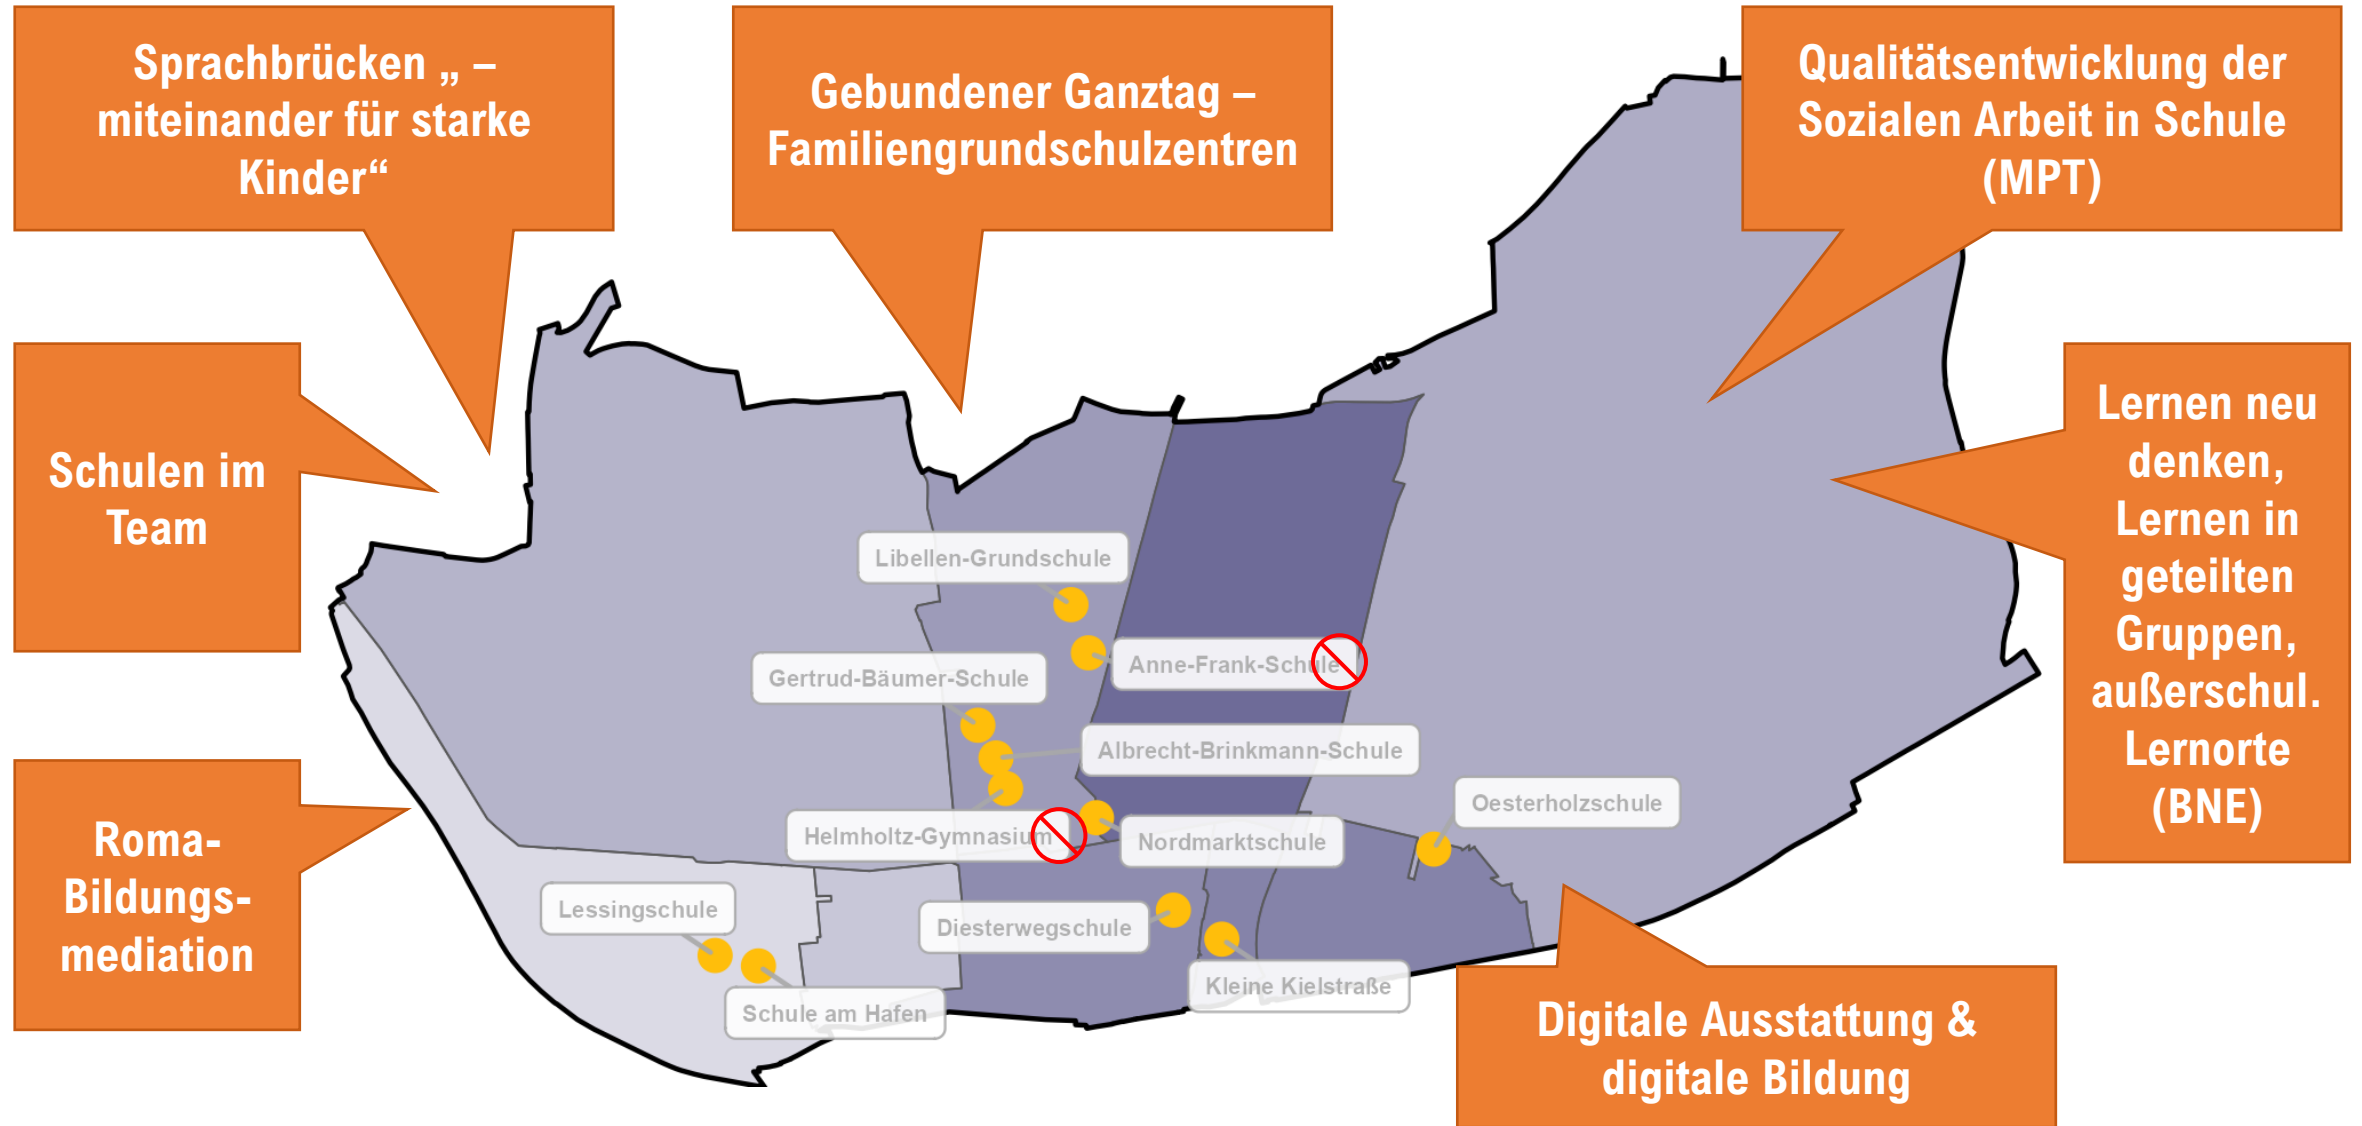 Sprachbrücken „ –
miteinander für starke
Kinder“
Gebundener Ganztag –
Familiengrundschulzentren
Qualitätsentwicklung der
Sozialen Arbeit in Schule
(MPT)
Schulen im
Team
Lernen neu
denken,
Lernen in
geteilten
Gruppen,
außerschul.
Lernorte
(BNE)
Roma-
Bildungs-
mediation
Libellen-Grundschule
Anne-Frank-Schule
Gertrud-Bäumer-Schule
Albrecht-Brinkmann-Schule
Oesterholzschule
Helmholtz-Gymnasium
Nordmarktschule
Lessingschule
Diesterwegschule
Kleine Kielstraße
Schule am Hafen
Digitale Ausstattung &
digitale Bildung